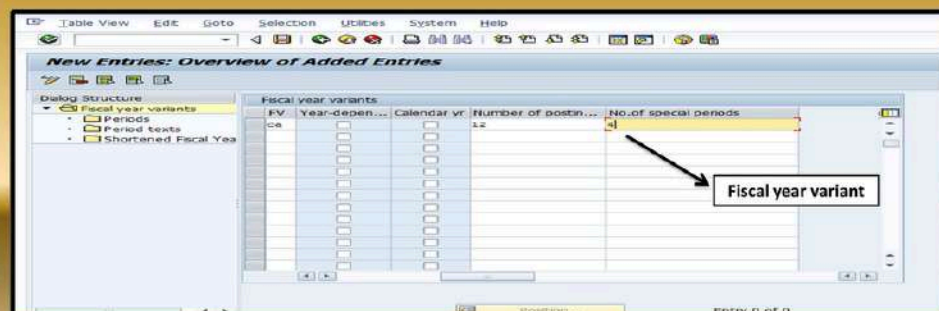 Table View Edit Goto Selection Utilities System Help
New Entries: Overview of Added Entries
Dialog Structure
Fiscal year variants
Periods
Period texts
Shortened Fiscal Yea
Fiscal year variants
FV Year-depen... Calendar yr Number of postin... No.of special periods
12 4
Fiscal year variant
Position
Entry 0 of 0